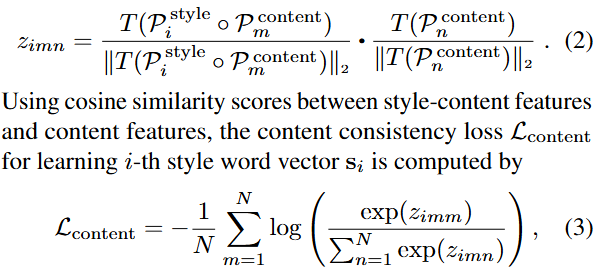 z_{imn} = \frac{T(\mathcal{P}_i^{\text{style}} \circ \mathcal{P}_m^{\text{content}})}{\|T(\mathcal{P}_i^{\text{style}} \circ \mathcal{P}_m^{\text{content}})\|_2} \bullet \frac{T(\mathcal{P}_n^{\text{content}})}{\|T(\mathcal{P}_n^{\text{content}})\|_2} . (2)
Using cosine similarity scores between style-content features
and content features, the content consistency loss \mathcal{L}_{\text{content}}
for learning i-th style word vector \mathbf{s}_i is computed by
\mathcal{L}_{\text{content}} = -\frac{1}{N} \sum_{m=1}^{N} \log \left( \frac{\exp(z_{imm})}{\sum_{n=1}^{N} \exp(z_{imn})} \right), (3)